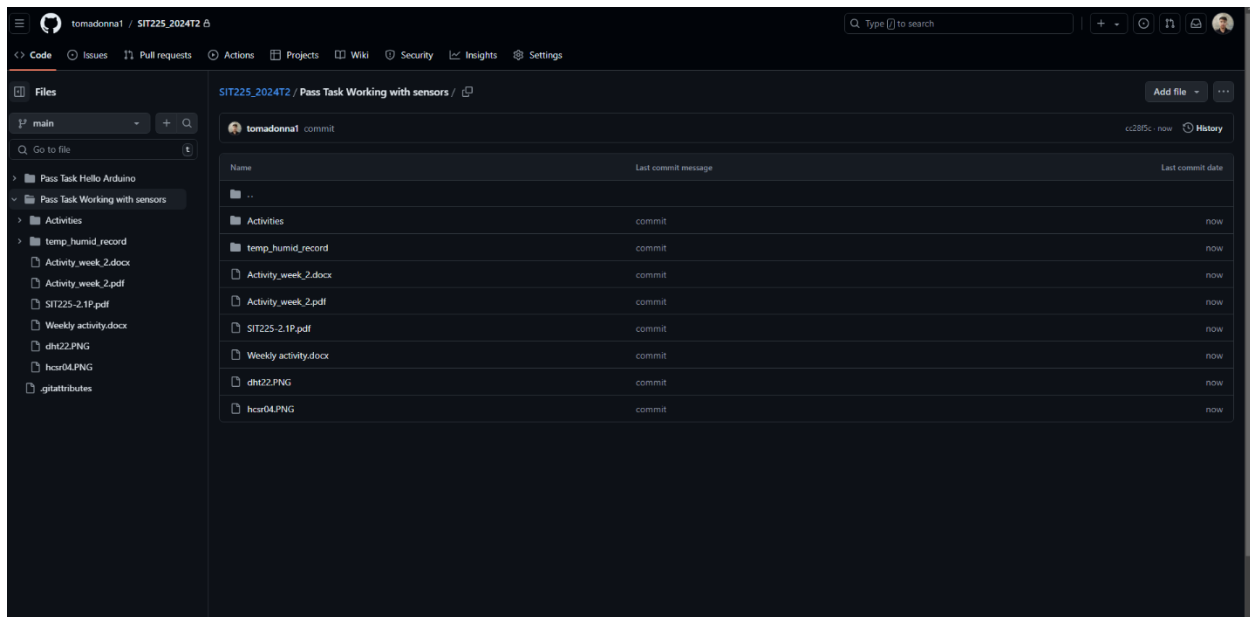 tomadonna1 / SIT225_2024T2
Type / to search
Code Issues Pull requests Actions Projects Wiki Security Insights Settings
Files
main
Go to file
t
Pass Task Hello Arduino
Pass Task Working with sensors
Activities
temp_humid_record
Activity_week_2.docx
Activity_week_2.pdf
SIT225-2.1P.pdf
Weekly activity.docx
dht22.PNG
hcsr04.PNG
.gitattributes
SIT225_2024T2 / Pass Task Working with sensors /
Add file
tomadonna1 commit
cc28f5c · now History
Name Last commit message Last commit date
..
Activities commit now
temp_humid_record commit now
Activity_week_2.docx commit now
Activity_week_2.pdf commit now
SIT225-2.1P.pdf commit now
Weekly activity.docx commit now
dht22.PNG commit now
hcsr04.PNG commit now